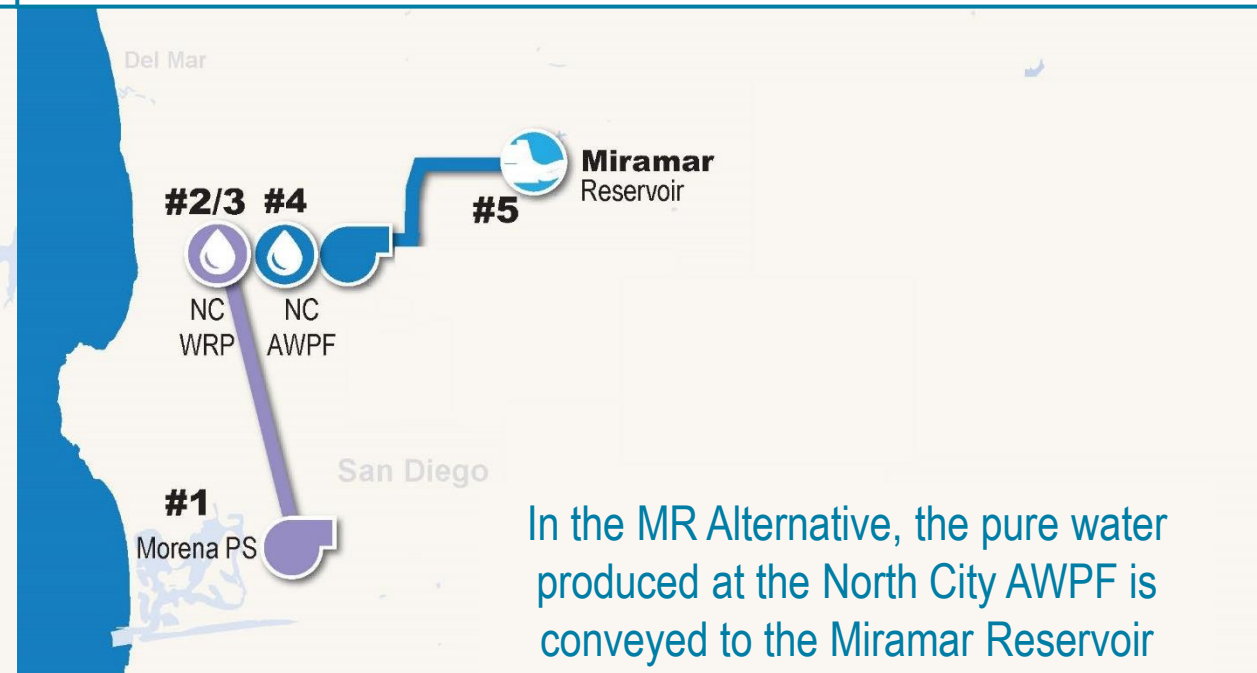 Del Mar
Miramar
Reservoir
#2/3 #4
#5
NC NC
WRP AWPF
San Diego
#1
Morena PS
In the MR Alternative, the pure water
produced at the North City AWPF is
conveyed to the Miramar Reservoir